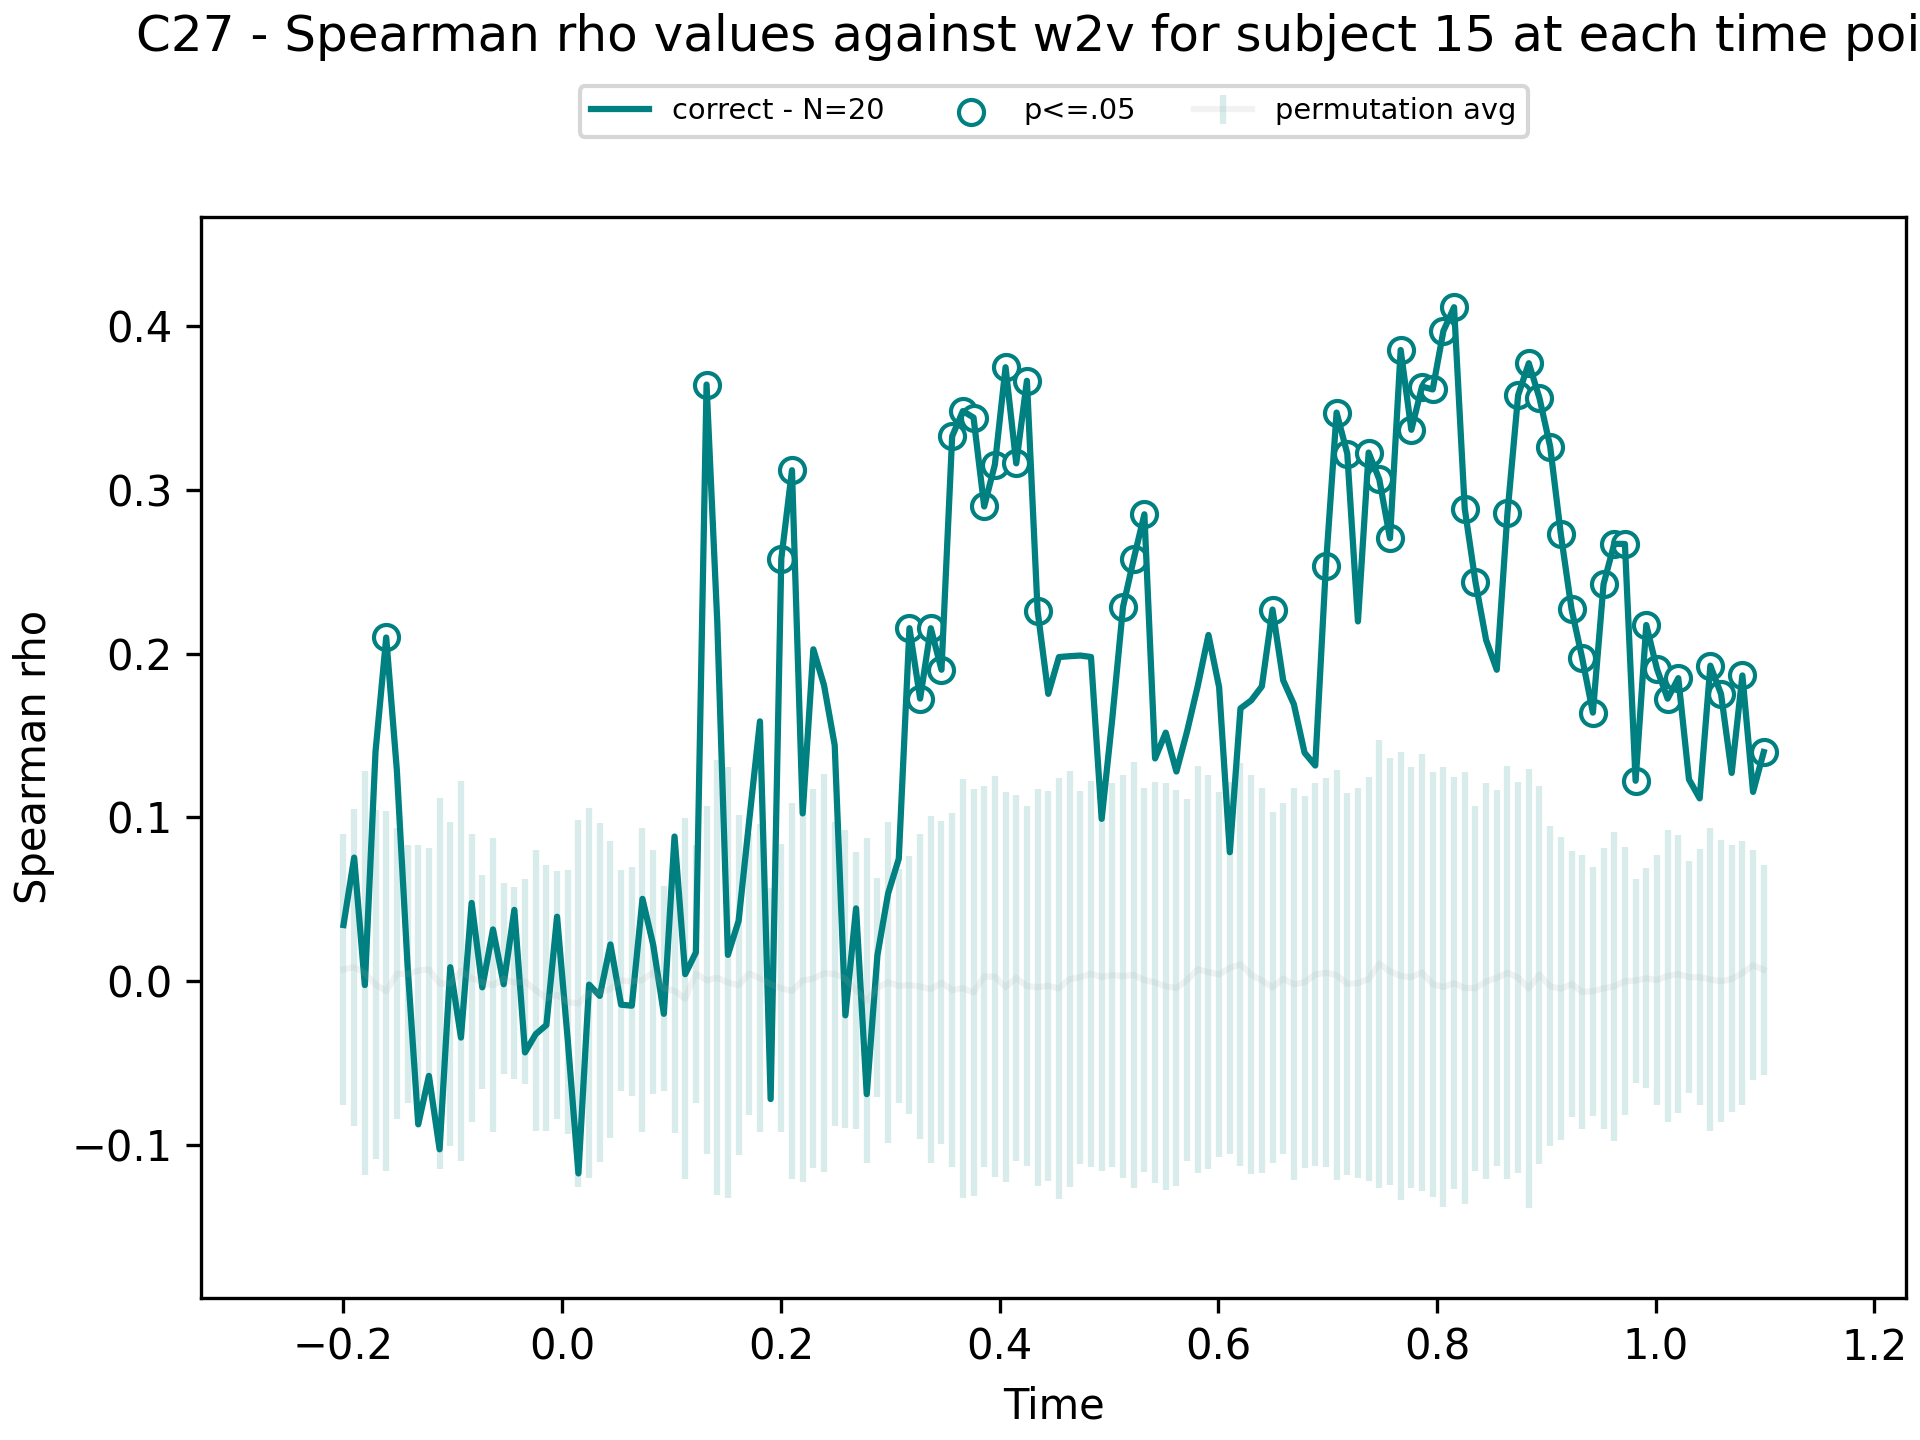 C27 - Spearman rho values against w2v for subject 15 at each time poi
correct - N=20
p<=.05
permutation avg
Spearman rho
0.4
0.3
0.2
0.1
0.0
−0.1
−0.2
0.0
0.2
0.4
0.6
0.8
1.0
1.2
Time